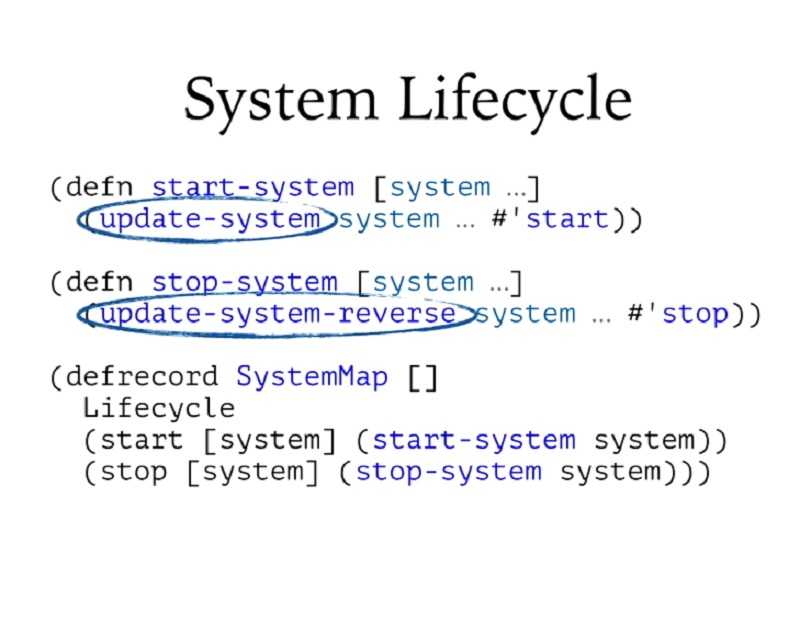 System Lifecycle
(defn start-system [system …]
(update-system system … #'start))
(defn stop-system [system …]
(update-system-reverse system … #'stop))
(defrecord SystemMap []
Lifecycle
(start [system] (start-system system))
(stop [system] (stop-system system)))